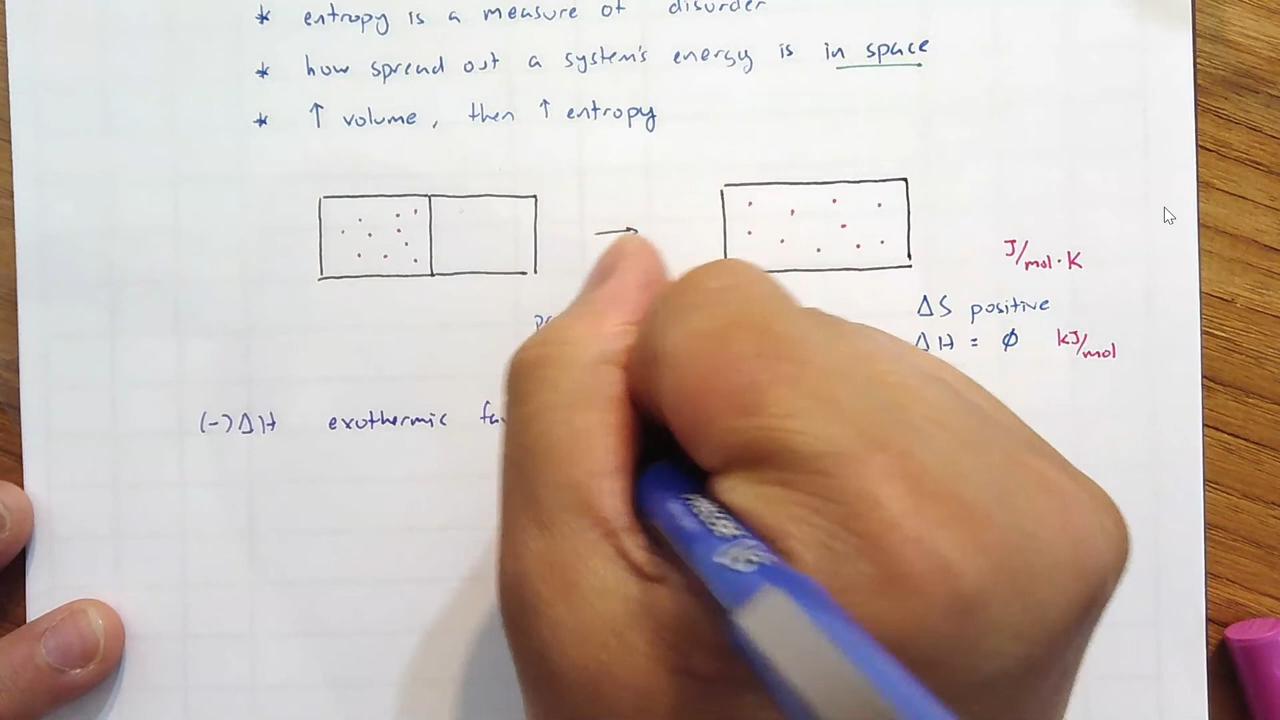 * entropy is a measure of disorder
* how spread out a system's energy is in space
* ↑ volume, then ↑ entropy
J/mol·K
ΔS positive
ΔH = ϕ kJ/mol
(-)ΔH exothermic